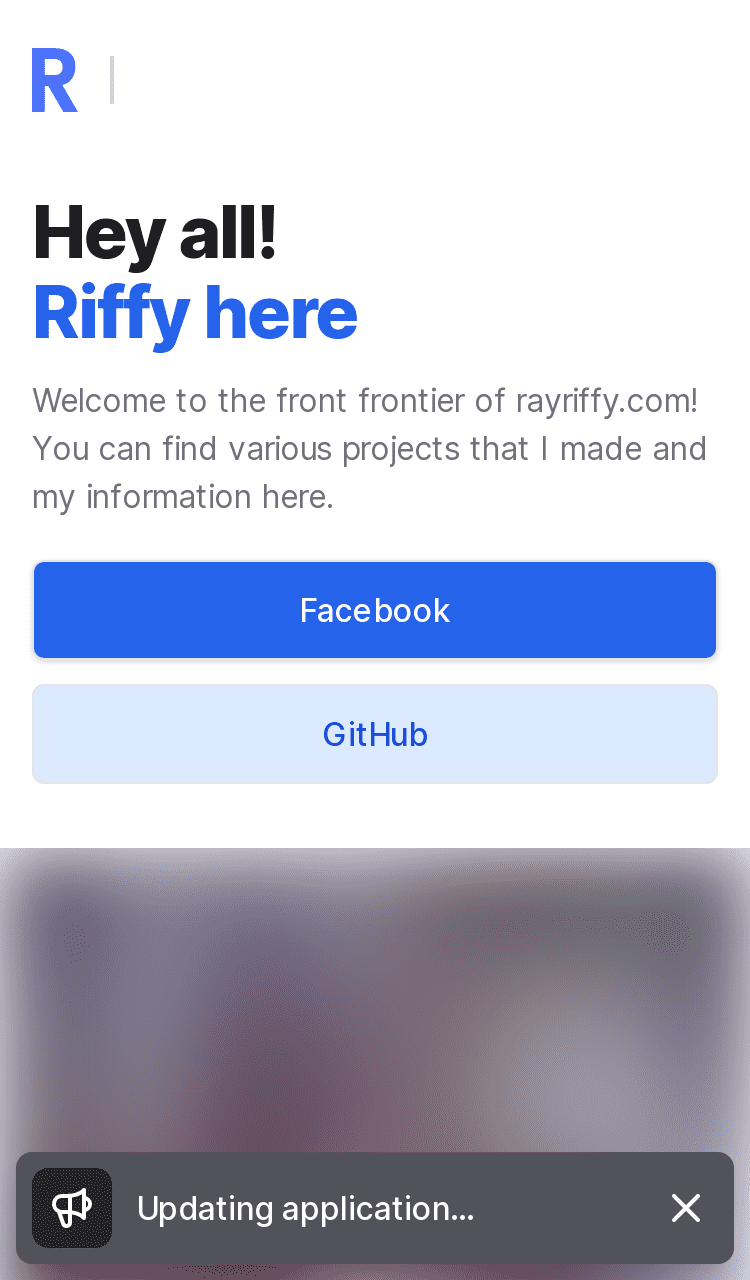 R
Hey all!
Riffy here
Welcome to the front frontier of rayriffy.com!
You can find various projects that I made and
my information here.
Facebook
GitHub
Updating application...